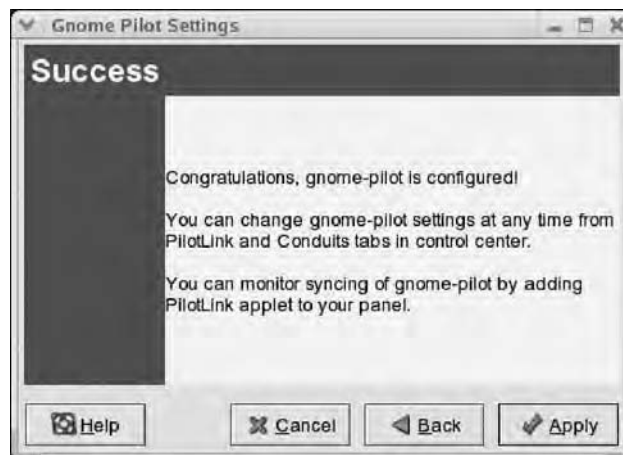 Gnome Pilot Settings
Success
Congratulations, gnome-pilot is configured!
You can change gnome-pilot settings at any time from
PilotLink and Conduits tabs in control center.
You can monitor syncing of gnome-pilot by adding
PilotLink applet to your panel.
Help
Cancel
Back
Apply